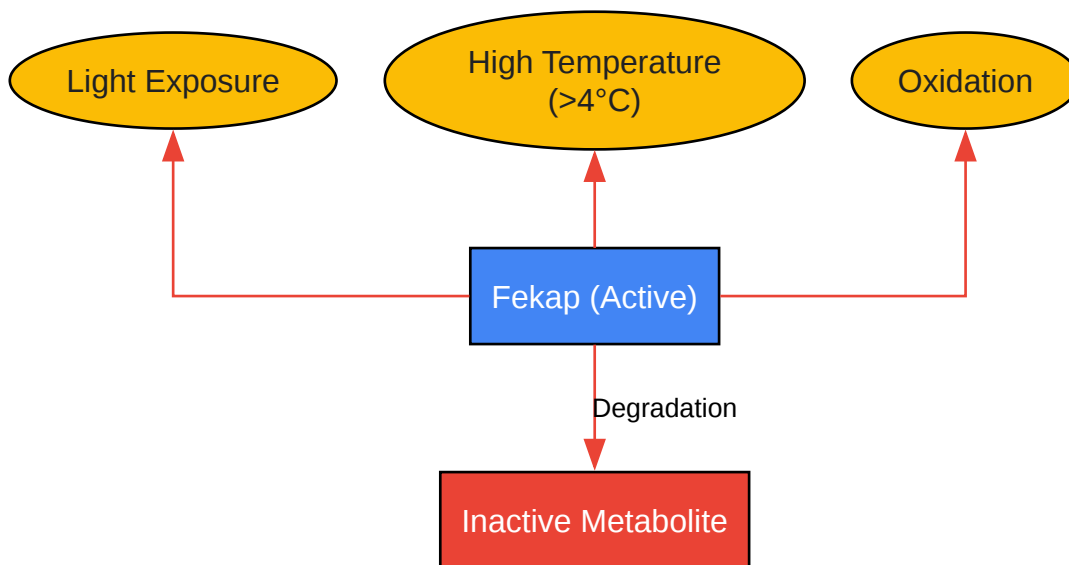 Light Exposure
High Temperature
(>4°C)
Oxidation
Fekap (Active)
Degradation
Inactive Metabolite